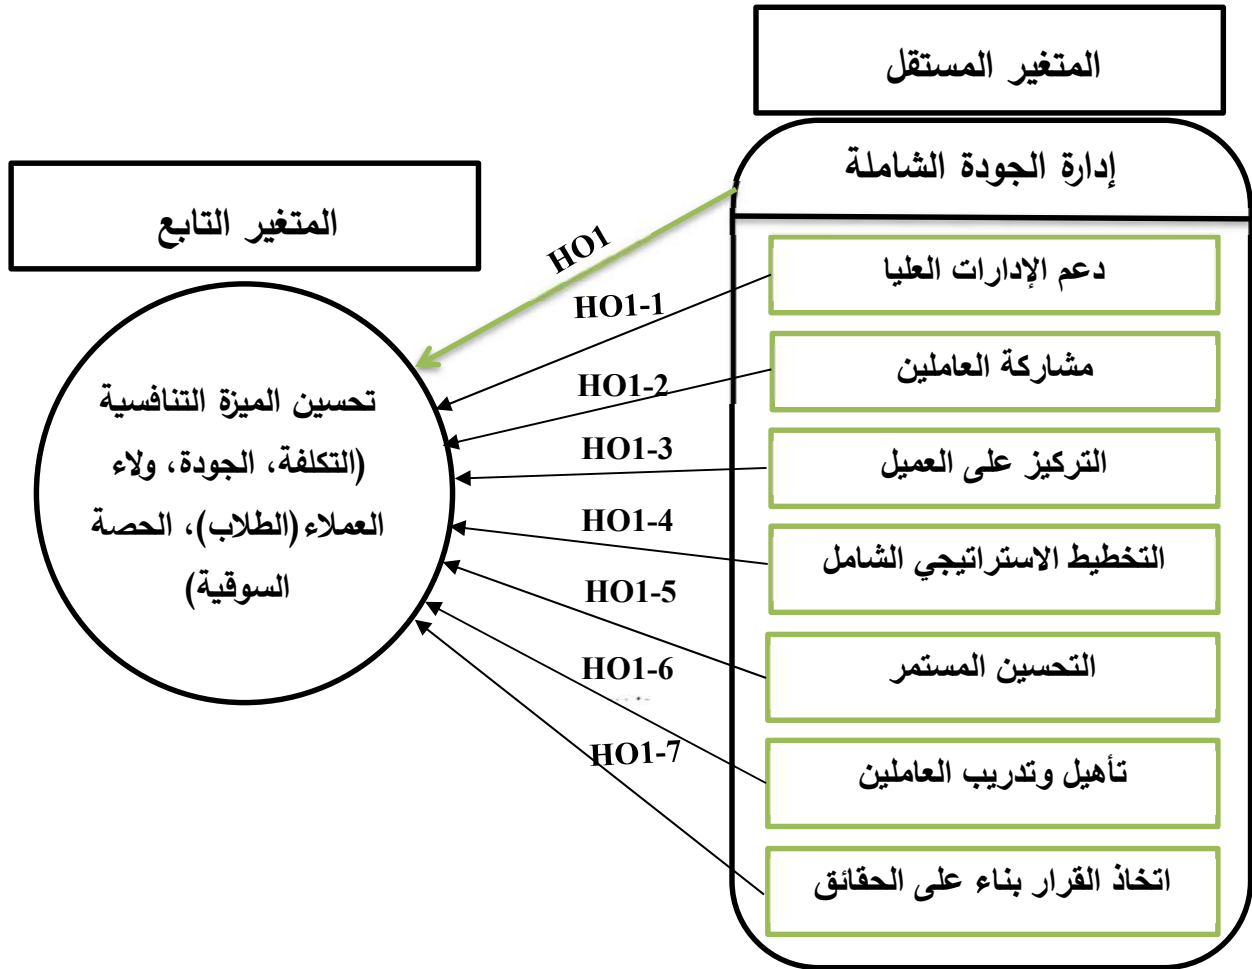 المتغير المستقل
إدارة الجودة الشاملة
المتغير التابع
HO1
دعم الإدارات العليا
HO1-1
مشاركة العاملين
HO1-2
تحسين الميزة التنافسية
(التكلفة، الجودة، ولاء
العملاء (الطلاب)، الحصة
السوقية)
HO1-3
التركيز على العميل
HO1-4
التخطيط الاستراتيجي الشامل
HO1-5
التحسين المستمر
HO1-6
تأهيل وتدريب العاملين
HO1-7
اتخاذ القرار بناء على الحقائق